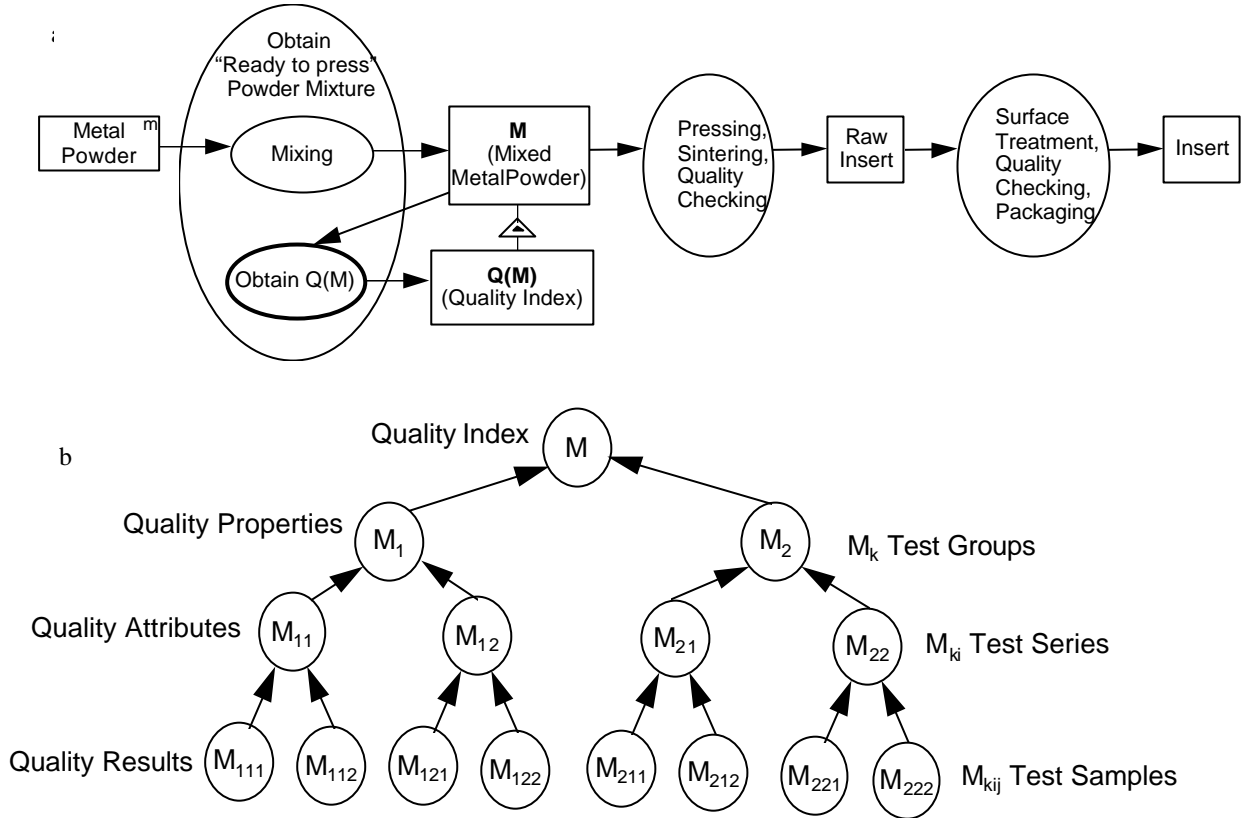 a
Obtain
“Ready to press”
Powder Mixture
Metal m
Powder
Mixing
M
(Mixed
MetalPowder)
Obtain Q(M)
Q(M)
(Quality Index)
Pressing,
Sintering,
Quality
Checking
Raw
Insert
Surface
Treatment,
Quality
Checking,
Packaging
Insert
b
Quality Index
M
Quality Properties
M₁
M₂
Mₖ Test Groups
Quality Attributes
M₁₁
M₁₂
M₂₁
M₂₂
Mₖᵢ Test Series
Quality Results
M₁₁₁
M₁₁₂
M₁₂₁
M₁₂₂
M₂₁₁
M₂₁₂
M₂₂₁
M₂₂₂
Mₖᵢⱼ Test Samples